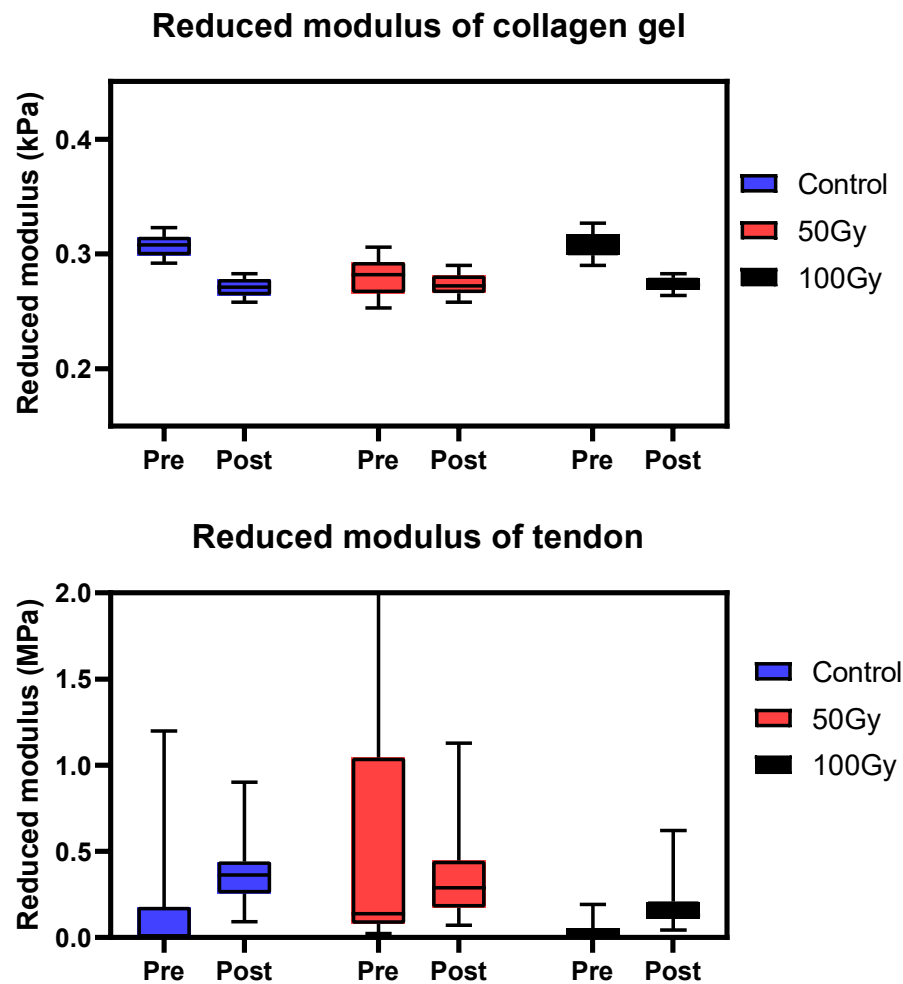 Reduced modulus of collagen gel
Reduced modulus (kPa)
0.4
0.3
0.2
Pre Post Pre Post Pre Post
Control
50Gy
100Gy
Reduced modulus of tendon
Reduced modulus (MPa)
2.0
1.5
1.0
0.5
0.0
Pre Post Pre Post Pre Post
Control
50Gy
100Gy